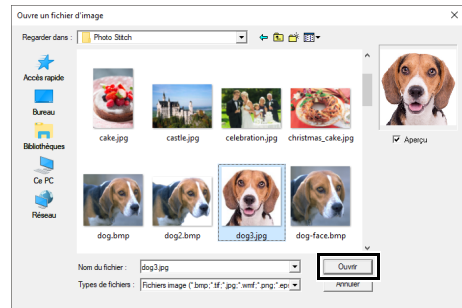 Ouvre un fichier d'image
Regarder dans : Photo Stitch
Accès rapide
Bureau
Bibliothèques
Ce PC
Réseau
cake.jpg castle.jpg celebration.jpg christmas_cake.jpg
Aperçu
dog.bmp dog2.bmp dog3.jpg dog-face.bmp
Nom du fichier : dog3.jpg Ouvrir
Types de fichiers : Fichiers image (*.bmp;*.tif;*.jpg;*.wmf;*.png;*.ep Annuler